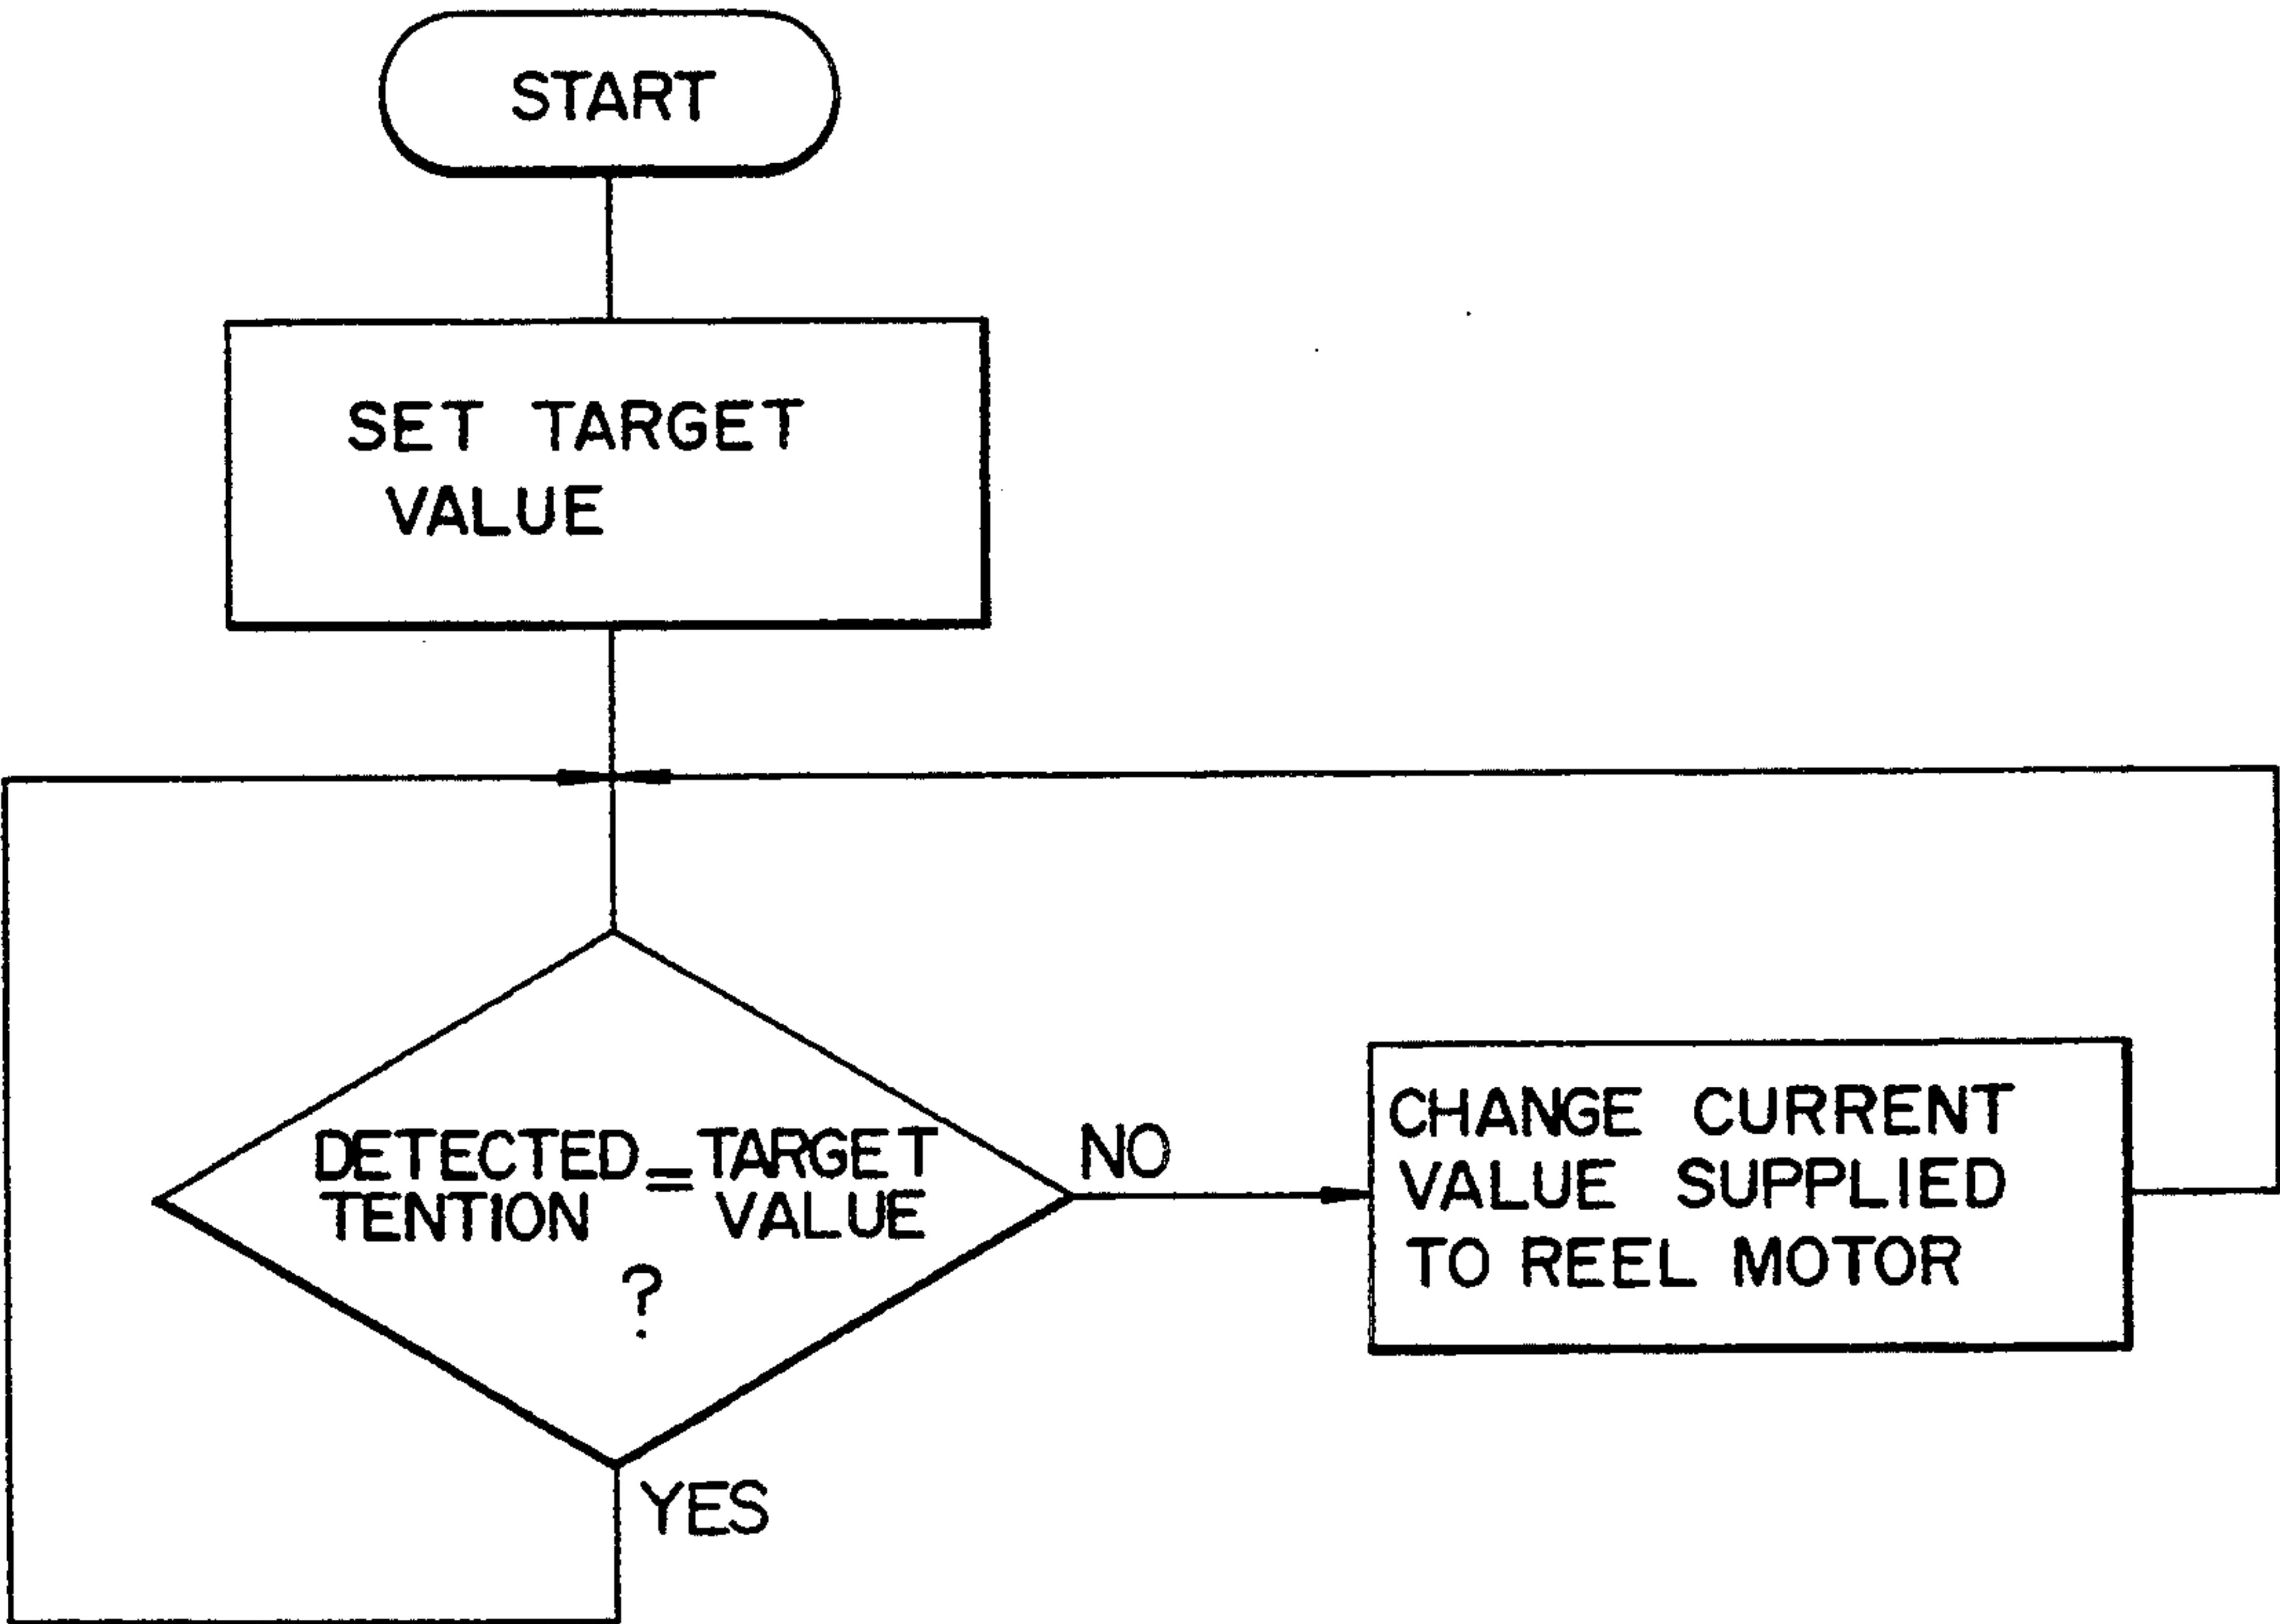 START
SET TARGET
VALUE
DETECTED = TARGET
TENTION VALUE
?
NO
CHANGE CURRENT
VALUE SUPPLIED
TO REEL MOTOR
YES